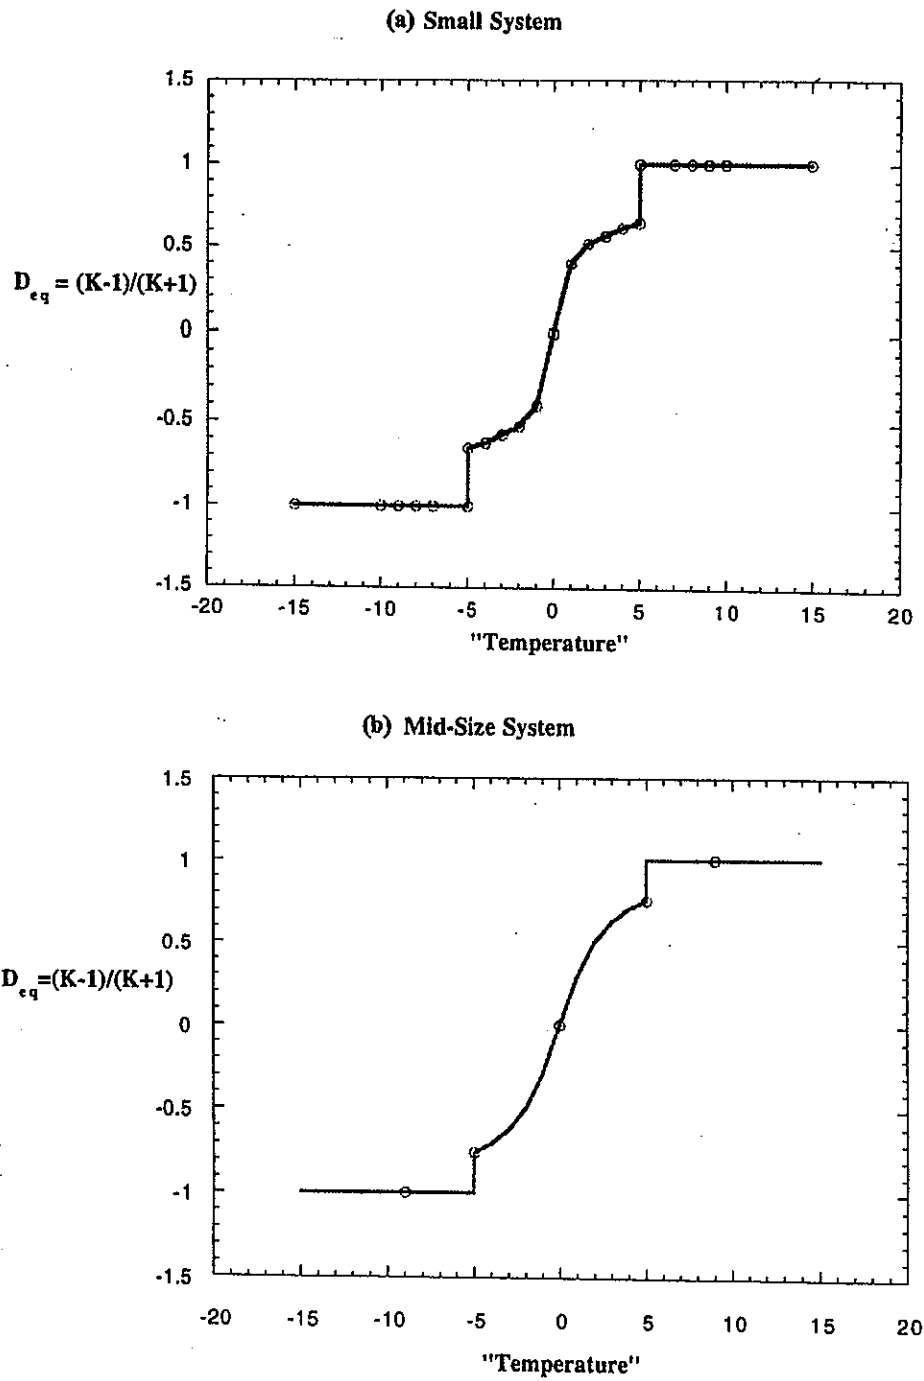 (a) Small System
1.5
1
0.5
D_eq = (K-1)/(K+1)
0
-0.5
-1
-1.5
-20 -15 -10 -5 0 5 10 15 20
"Temperature"
(b) Mid-Size System
1.5
1
0.5
D_eq=(K-1)/(K+1)
0
-0.5
-1
-1.5
-20 -15 -10 -5 0 5 10 15 20
"Temperature"